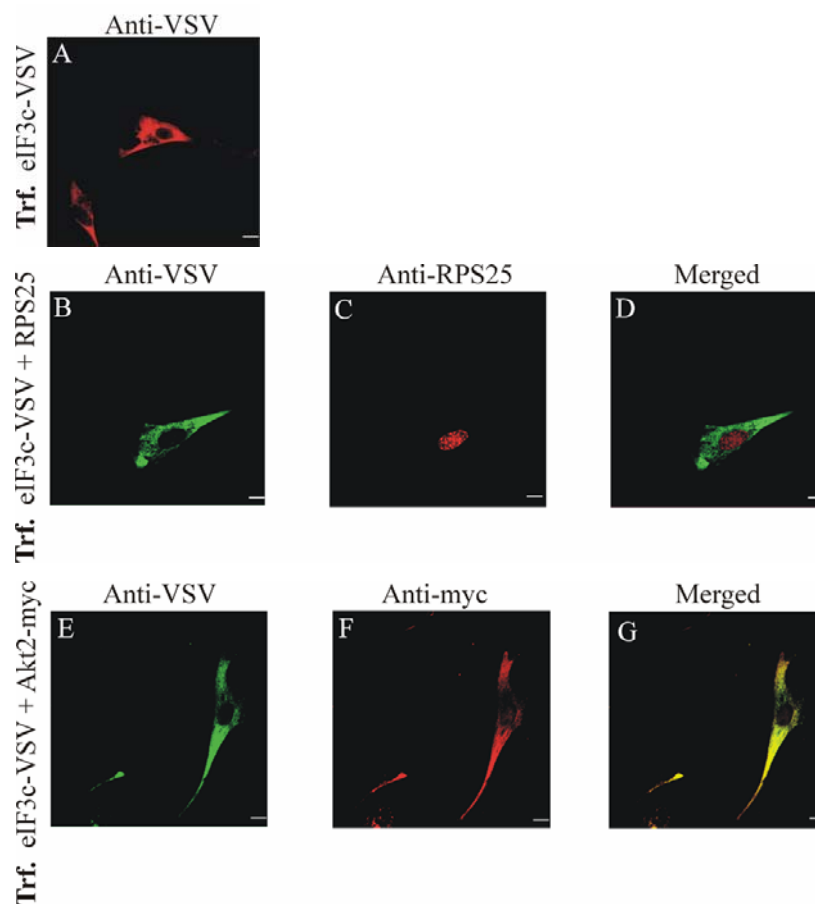 Anti-VSV
A
Trf. eIF3c-VSV
Anti-VSV
Anti-RPS25
Merged
B
C
D
Trf. eIF3c-VSV + RPS25
Anti-VSV
Anti-myc
Merged
E
F
G
Trf. eIF3c-VSV + Akt2-myc